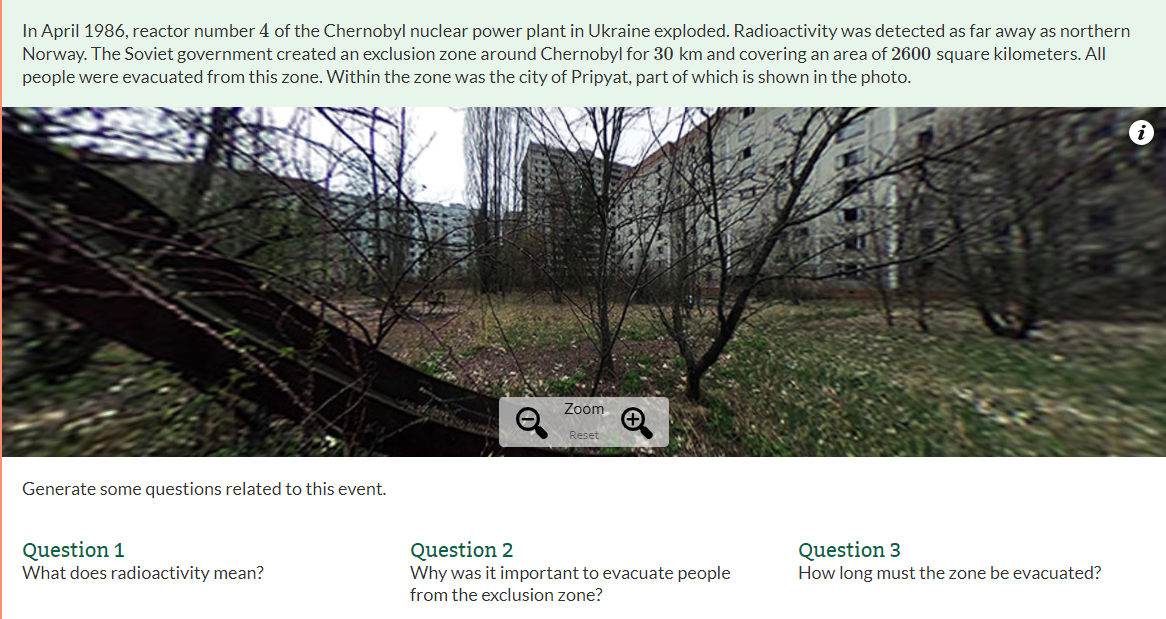 In April 1986, reactor number 4 of the Chernobyl nuclear power plant in Ukraine exploded. Radioactivity was detected as far away as northern
Norway. The Soviet government created an exclusion zone around Chernobyl for 30 km and covering an area of 2600 square kilometers. All
people were evacuated from this zone. Within the zone was the city of Pripyat, part of which is shown in the photo.
i
Zoom
Reset
Generate some questions related to this event.
Question 1
What does radioactivity mean?
Question 2
Why was it important to evacuate people
from the exclusion zone?
Question 3
How long must the zone be evacuated?